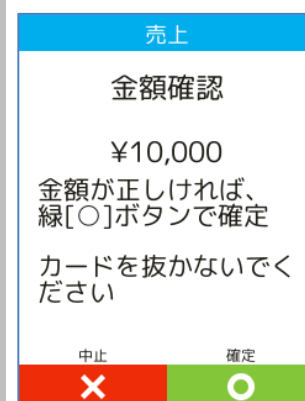 売上
金額確認
¥10,000
金額が正しければ、
緑[○]ボタンで確定
カードを抜かないでく
ださい
中止 確定
× ○